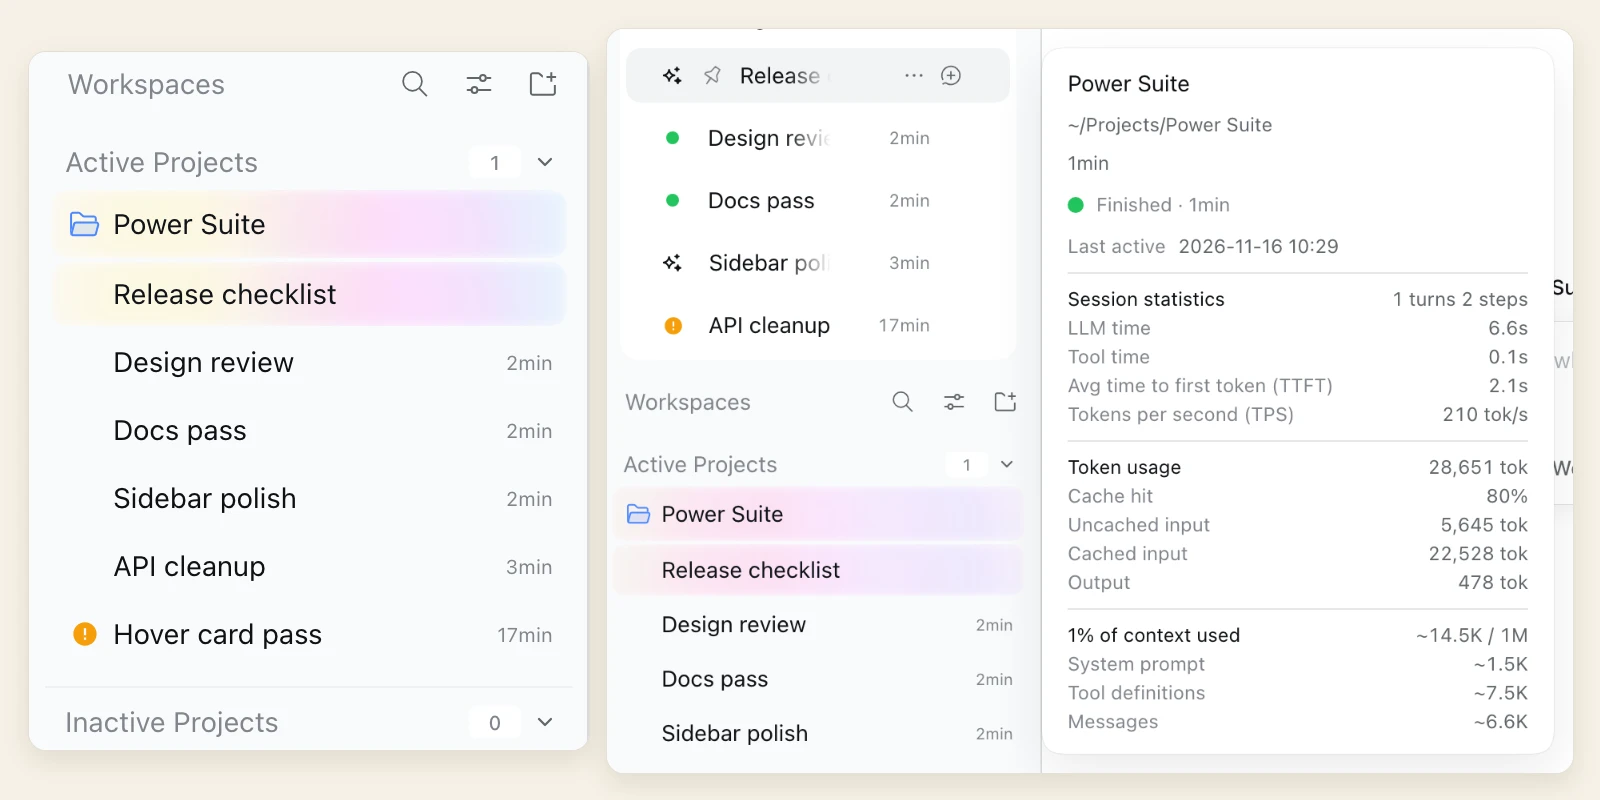 Workspaces
Active Projects 1
Power Suite
Release checklist
Design review 2min
Docs pass 2min
Sidebar polish 2min
API cleanup 3min
Hover card pass 17min
Inactive Projects 0
Release
Design revie 2min
Docs pass 2min
Sidebar poli 3min
API cleanup 17min
Workspaces
Active Projects 1
Power Suite
Release checklist
Design review 2min
Docs pass 2min
Sidebar polish 2min
Power Suite
~/Projects/Power Suite
1min
Finished · 1min
Last active 2026-11-16 10:29
Session statistics 1 turns 2 steps
LLM time 6.6s
Tool time 0.1s
Avg time to first token (TTFT) 2.1s
Tokens per second (TPS) 210 tok/s
Token usage 28,651 tok
Cache hit 80%
Uncached input 5,645 tok
Cached input 22,528 tok
Output 478 tok
1% of context used ~14.5K / 1M
System prompt ~1.5K
Tool definitions ~7.5K
Messages ~6.6K